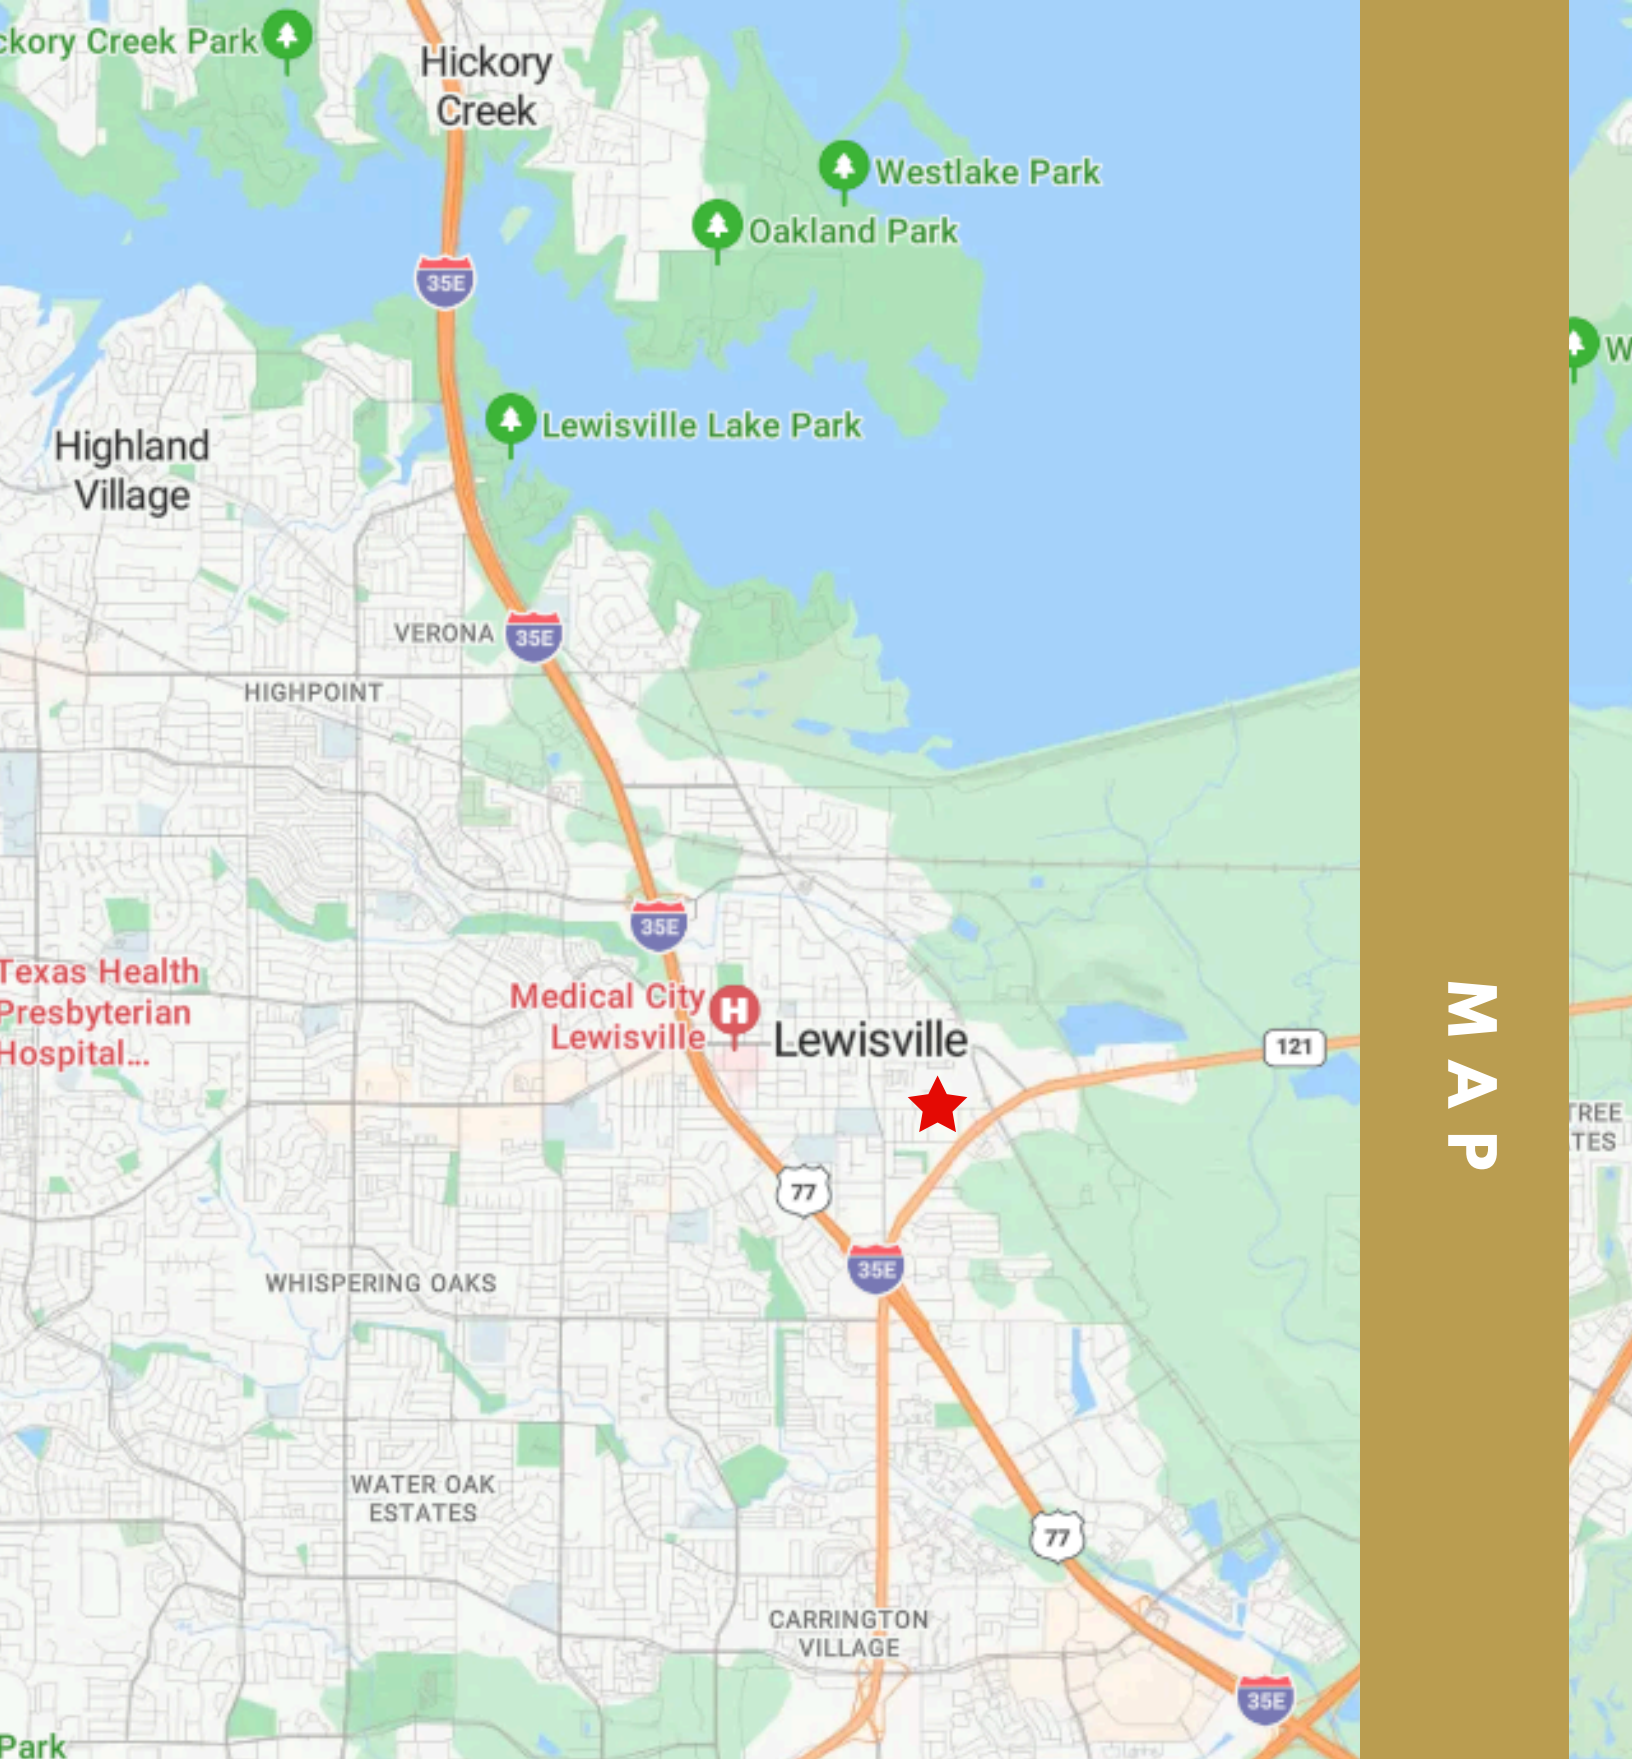 ckory Creek Park
Hickory
Creek
Westlake Park
Oakland Park
35E
W
Lewisville Lake Park
Highland
Village
VERONA
35E
HIGHPOINT
35E
Texas Health
Presbyterian
Hospital...
Medical City
Lewisville
H
Lewisville
121
MAP
TREE
TES
77
35E
WHISPERING OAKS
WATER OAK
ESTATES
77
CARRINGTON
VILLAGE
35E
Park